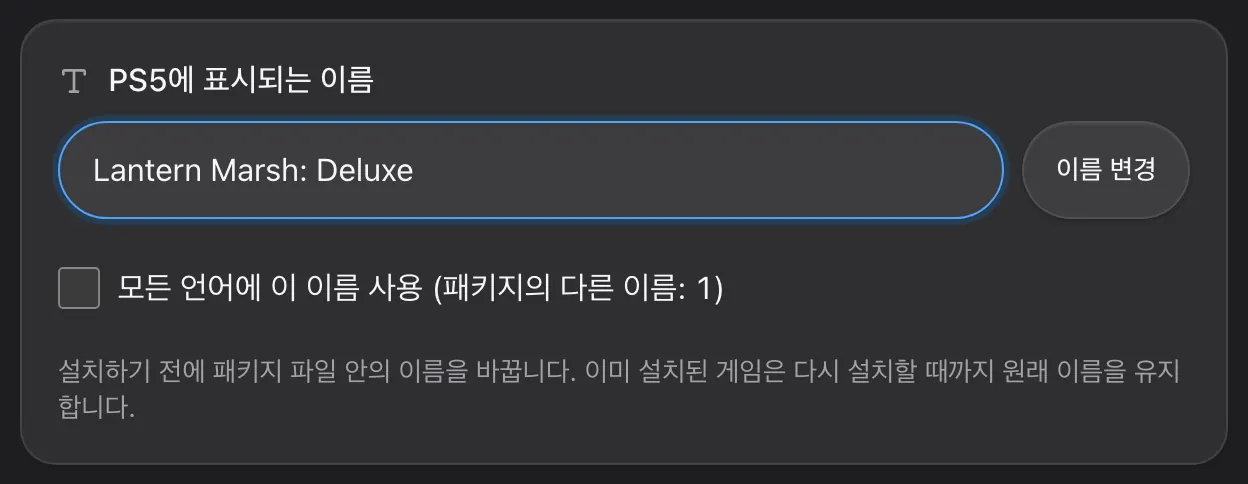 PS5에 표시되는 이름
Lantern Marsh: Deluxe
이름 변경
모든 언어에 이 이름 사용 (패키지의 다른 이름: 1)
설치하기 전에 패키지 파일 안의 이름을 바꿉니다. 이미 설치된 게임은 다시 설치할 때까지 원래 이름을 유지
합니다.